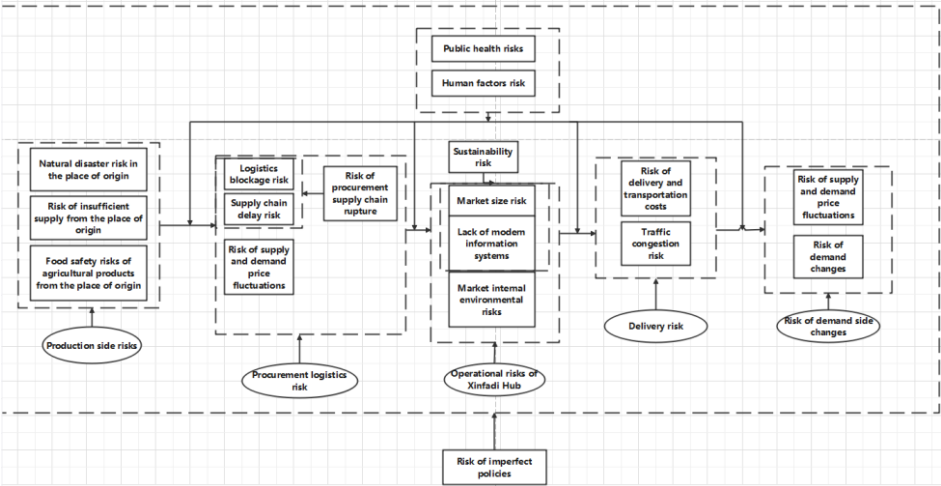 Public health risks
Human factors risk
Natural disaster risk in
the place of origin
Risk of insufficient
supply from the place of
origin
Food safety risks of
agricultural products
from the place of origin
Production side risks
Logistics
blockage risk
Supply chain
delay risk
Risk of
procurement
supply chain
rupture
Risk of supply
and demand
price
fluctuations
Procurement logistics
risk
Sustainability
risk
Market size risk
Lack of modem
information
systems
Market internal
environmental
risks
Operational risks of
Xinfadi Hub
Risk of
delivery and
transportation
costs
Traffic
congestion
risk
Delivery risk
Risk of supply
and demand
price
fluctuations
Risk of
demand
changes
Risk of demand side
changes
Risk of imperfect
policies